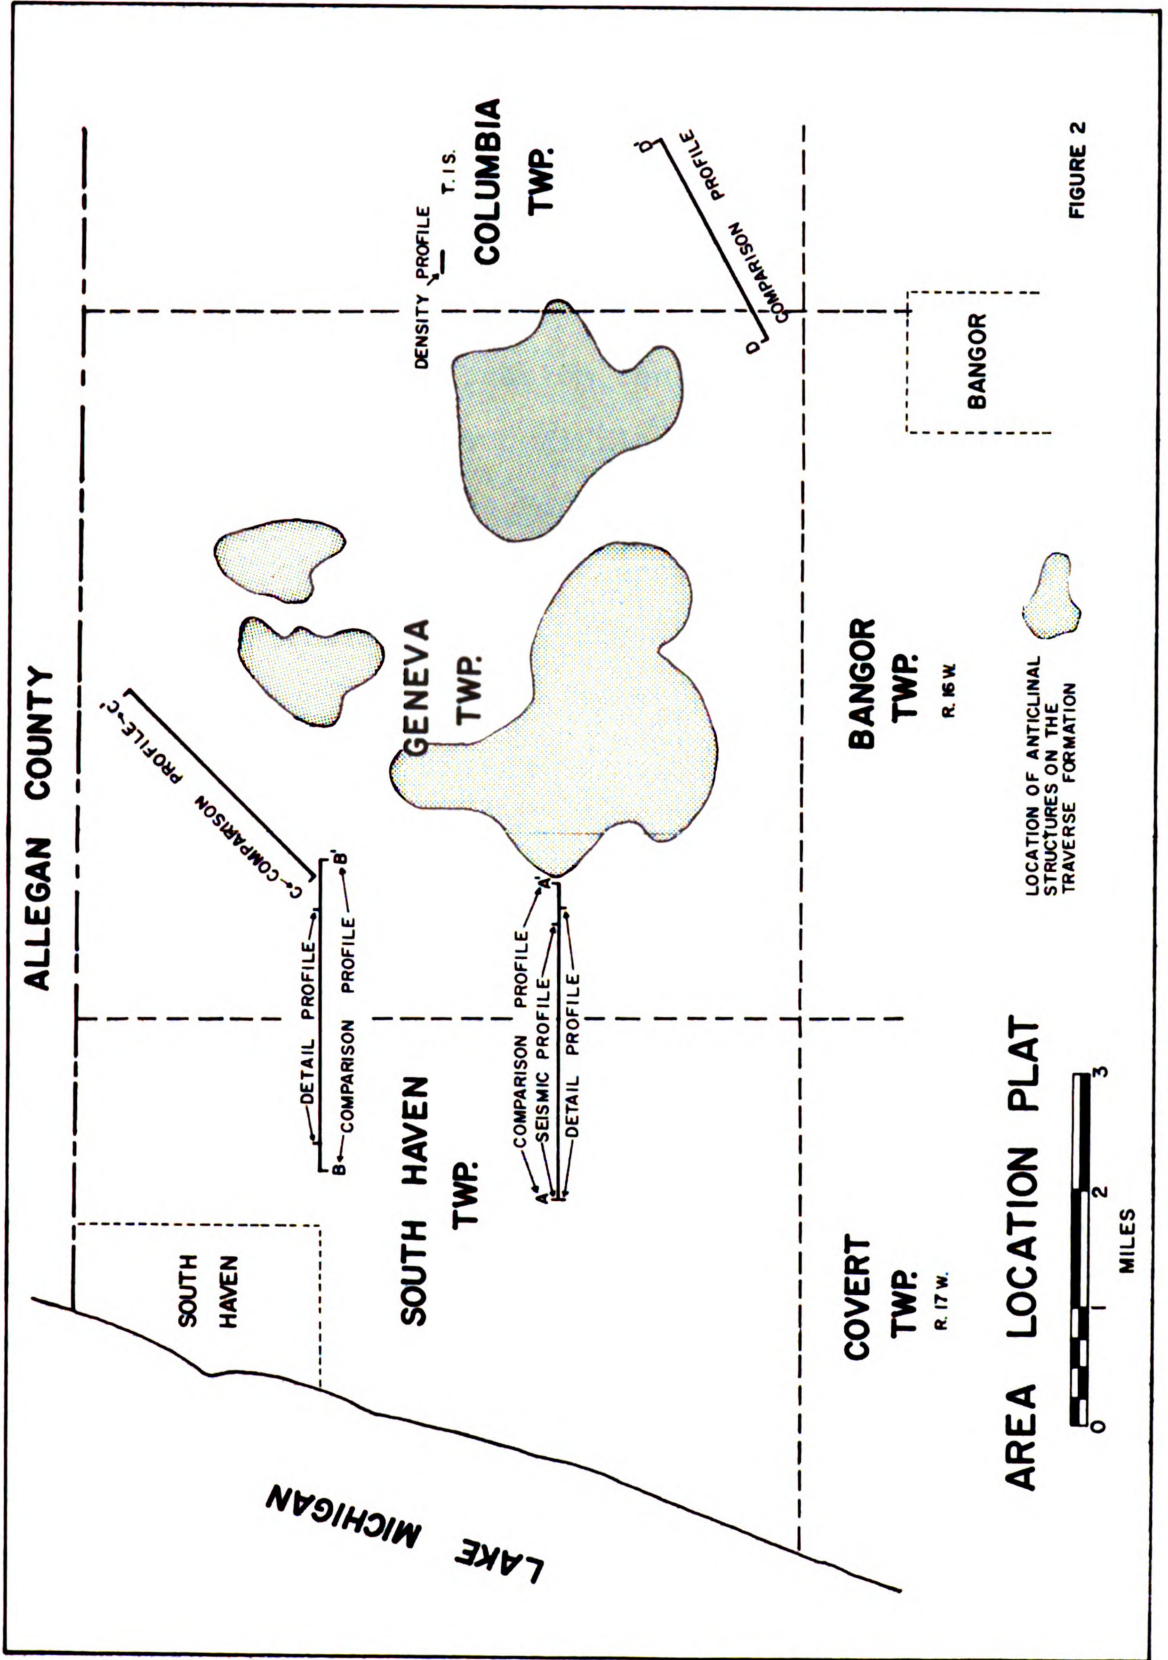 ALLEGAN COUNTY
LAKE MICHIGAN
SOUTH
HAVEN
C COMPARISON PROFILE C'
DETAIL PROFILE
B B'
COMPARISON PROFILE
SOUTH HAVEN
TWP.
GENEVA
TWP.
DENSITY PROFILE
T. 1 S.
COLUMBIA
TWP.
COMPARISON PROFILE
A A'
SEISMIC PROFILE
DETAIL PROFILE
D D'
COMPARISON PROFILE
COVERT
TWP.
R. 17 W.
BANGOR
TWP.
R. 16 W.
BANGOR
AREA LOCATION PLAT
0 1 2 3
MILES
LOCATION OF ANTICLINAL
STRUCTURES ON THE
TRAVERSE FORMATION
FIGURE 2